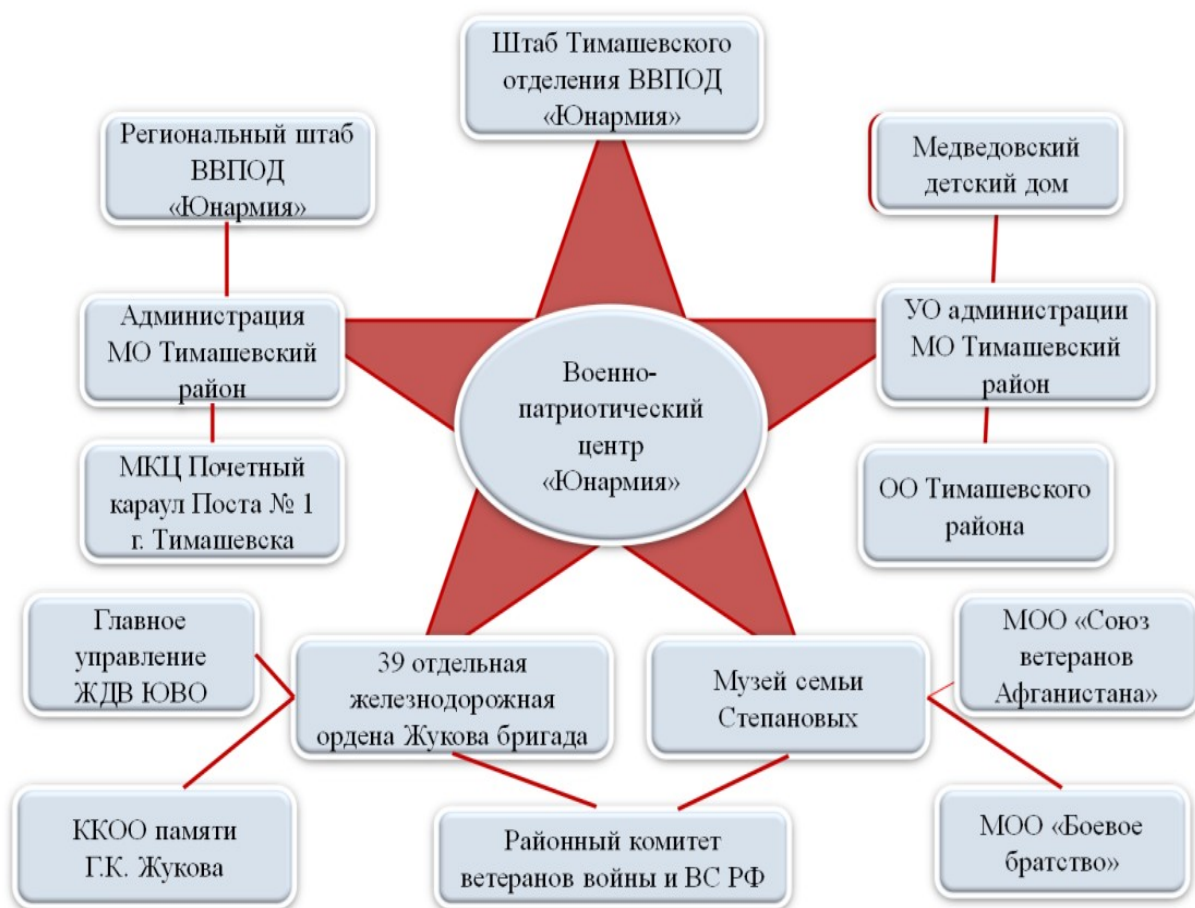 Штаб Тимашевского
отделения ВВПОД
«Юнармия»
Региональный штаб
ВВПОД
«Юнармия»
Медведовский
детский дом
Администрация
МО Тимашевский
район
УО администрации
МО Тимашевский
район
Военно-
патриотический
центр
«Юнармия»
МКЦ Почетный
караул Поста № 1
г. Тимашевска
ОО Тимашевского
района
Главное
управление
ЖДВ ЮВО
39 отдельная
железнодорожная
ордена Жукова бригада
Музей семьи
Степановых
МОО «Союз
ветеранов
Афганистана»
ККОО памяти
Г.К. Жукова
Районный комитет
ветеранов войны и ВС РФ
МОО «Боевое
братство»